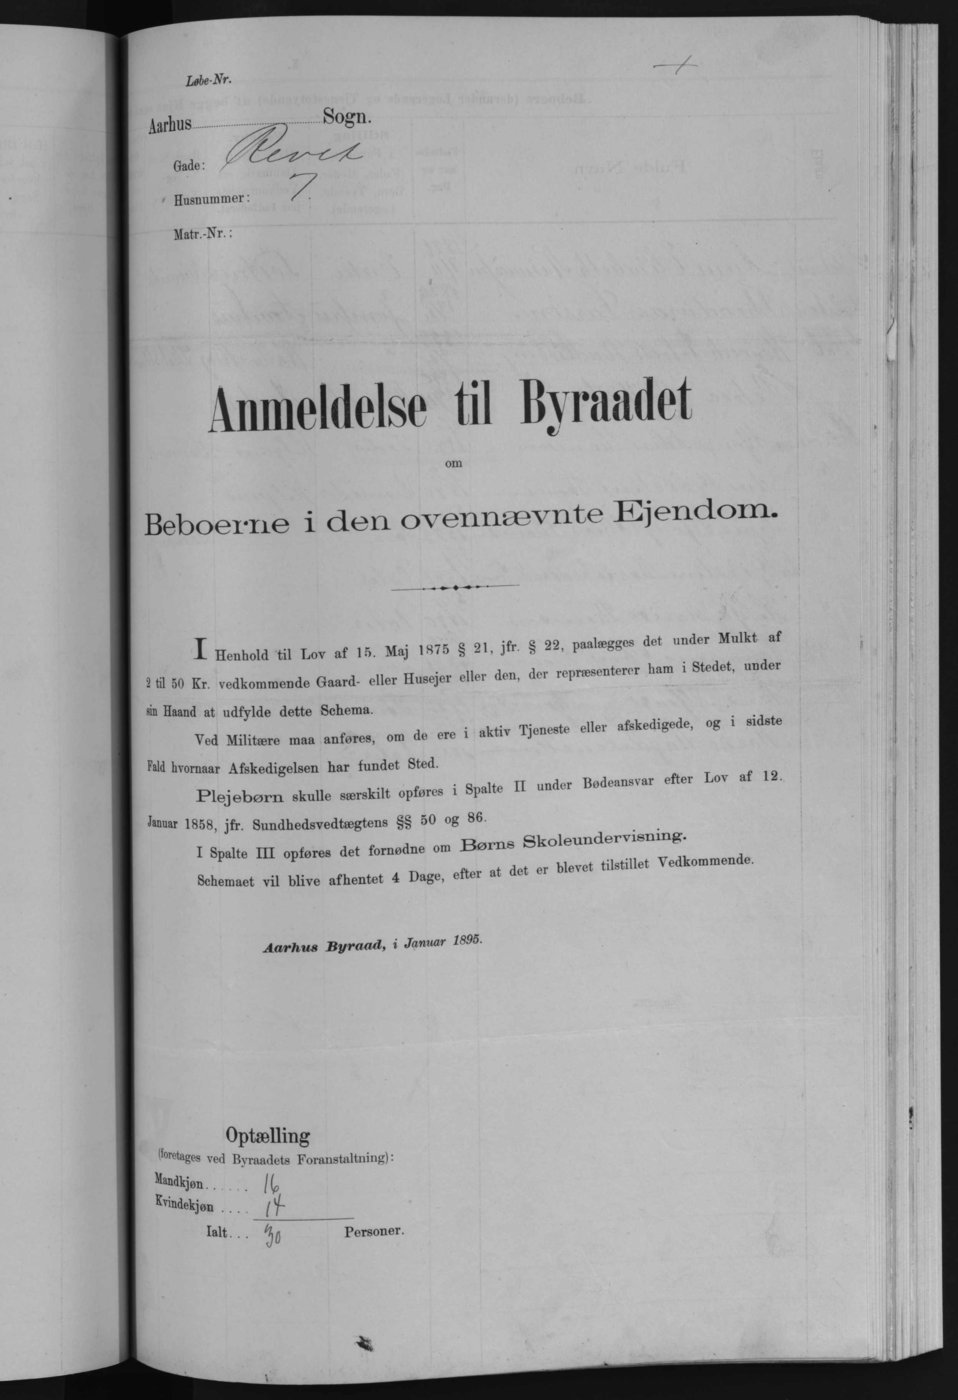 Løbe-Nr.
Aarhus Sogn.
Gade: Revet
Husnummer: 7.
Matr.-Nr.:
Anmeldelse til Byraadet
om
Beboerne i den ovennævnte Ejendom.
I Henhold til Lov af 15. Maj 1875 § 21, jfr. § 22, paalægges det under Mulkt af
2 til 50 Kr. vedkommende Gaard- eller Husejer eller den, der repræsenterer ham i Stedet, under
sin Haand at udfylde dette Schema.
Ved Militære maa anføres, om de ere i aktiv Tjeneste eller afskedigede, og i sidste
Fald hvornaar Afskedigelsen har fundet Sted.
Plejebørn skulle særskilt opføres i Spalte II under Bødeansvar efter Lov af 12.
Januar 1858, jfr. Sundhedsvedtægtens §§ 50 og 86.
I Spalte III opføres det fornødne om Børns Skoleundervisning.
Schemaet vil blive afhentet 4 Dage, efter at det er blevet tilstillet Vedkommende.
Aarhus Byraad, i Januar 1895.
Optælling
(foretages ved Byraadets Foranstaltning):
Mandkjøn...... 16
Kvindekjøn .... 14
Ialt... 30 Personer.